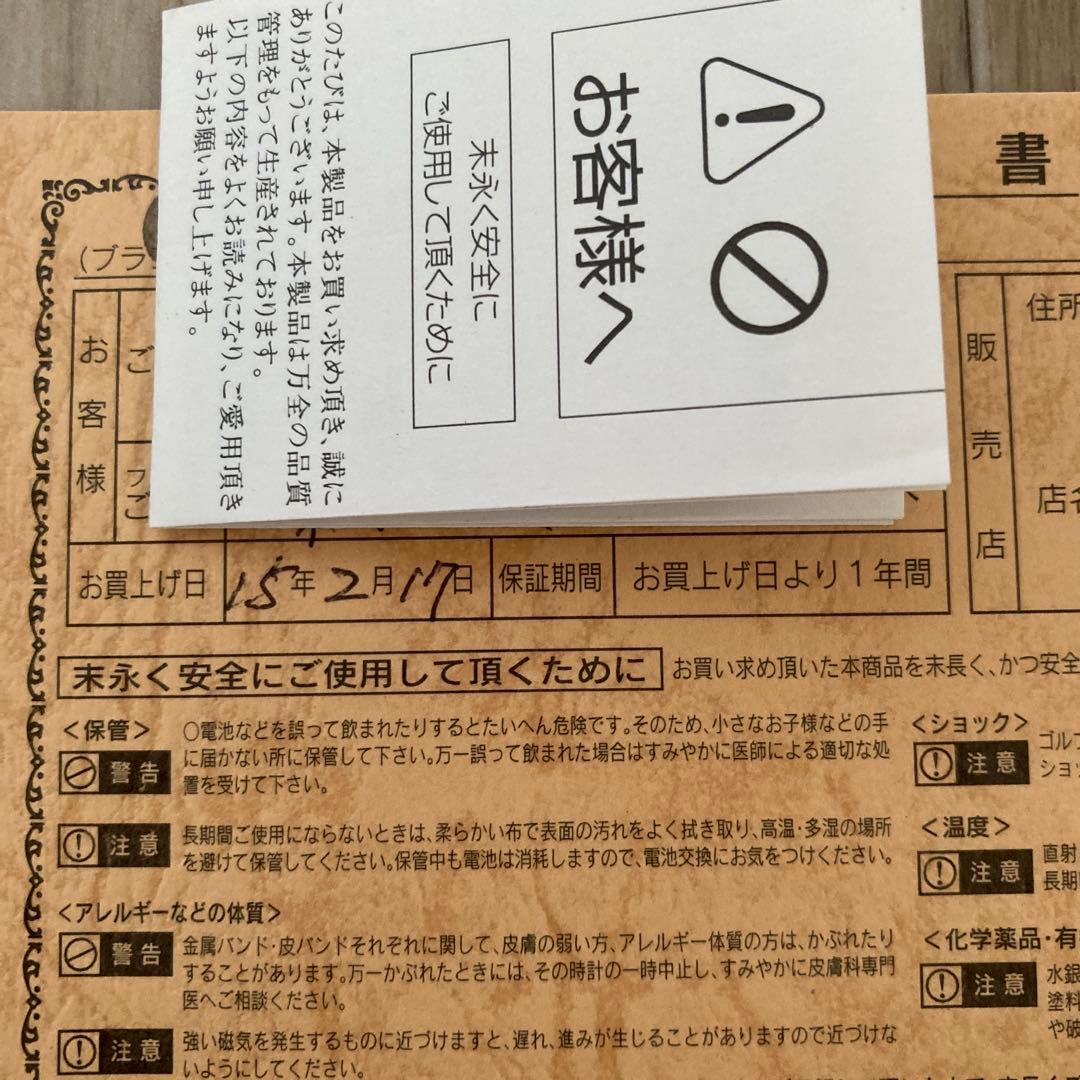 お客様へ
末永く安全に
ご使用して頂くために
このたびは、本製品をお買い求め頂き、誠に
ありがとうございます。本製品は万全の品質
管理をもって生産されております。
以下の内容をよくお読みになり、ご愛用頂き
ますようお願い申し上げます。
書
(ブラ
お客様
ご
フ
ご
販売店
住所
店名
お買上げ日 15年2月17日 保証期間 お買上げ日より1年間
末永く安全にご使用して頂くために お買い求め頂いた本商品を末長く、かつ安全
<保管>
警告 〇電池などを誤って飲まれたりするとたいへん危険です。そのため、小さなお子様などの手
に届かない所に保管して下さい。万一誤って飲まれた場合はすみやかに医師による適切な処
置を受けて下さい。
注意 長期間ご使用にならないときは、柔らかい布で表面の汚れをよく拭き取り、高温・多湿の場所
を避けて保管してください。保管中も電池は消耗しますので、電池交換にお気をつけください。
<アレルギーなどの体質>
警告 金属バンド・皮バンドそれぞれに関して、皮膚の弱い方、アレルギー体質の方は、かぶれたり
することがあります。万一かぶれたときには、その時計の一時中止し、すみやかに皮膚科専門
医へご相談ください。
注意 強い磁気を発生するものに近づけますと、遅れ、進みが生じることがありますので近づけな
いようにしてください。
<ショック>
注意 ゴルフ
ショッ
<温度>
注意 直射
長期
<化学薬品・有
注意 水銀
塗料
や破